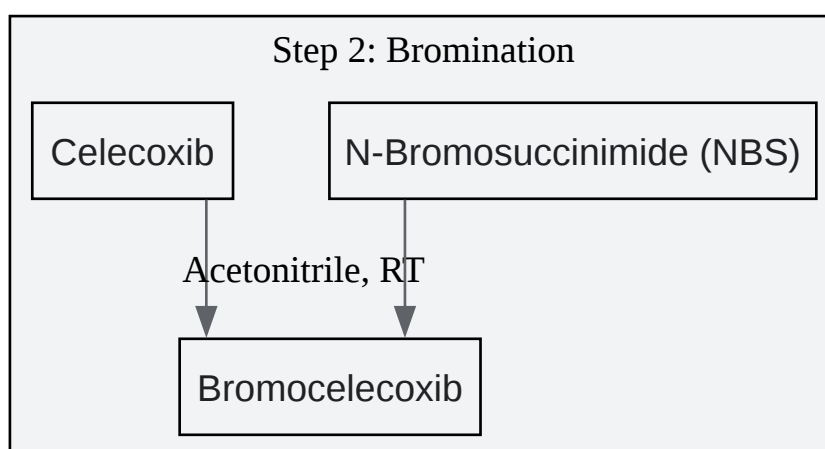 Step 2: Bromination
Celecoxib
N-Bromosuccinimide (NBS)
Acetonitrile, RT
Bromocelecoxib